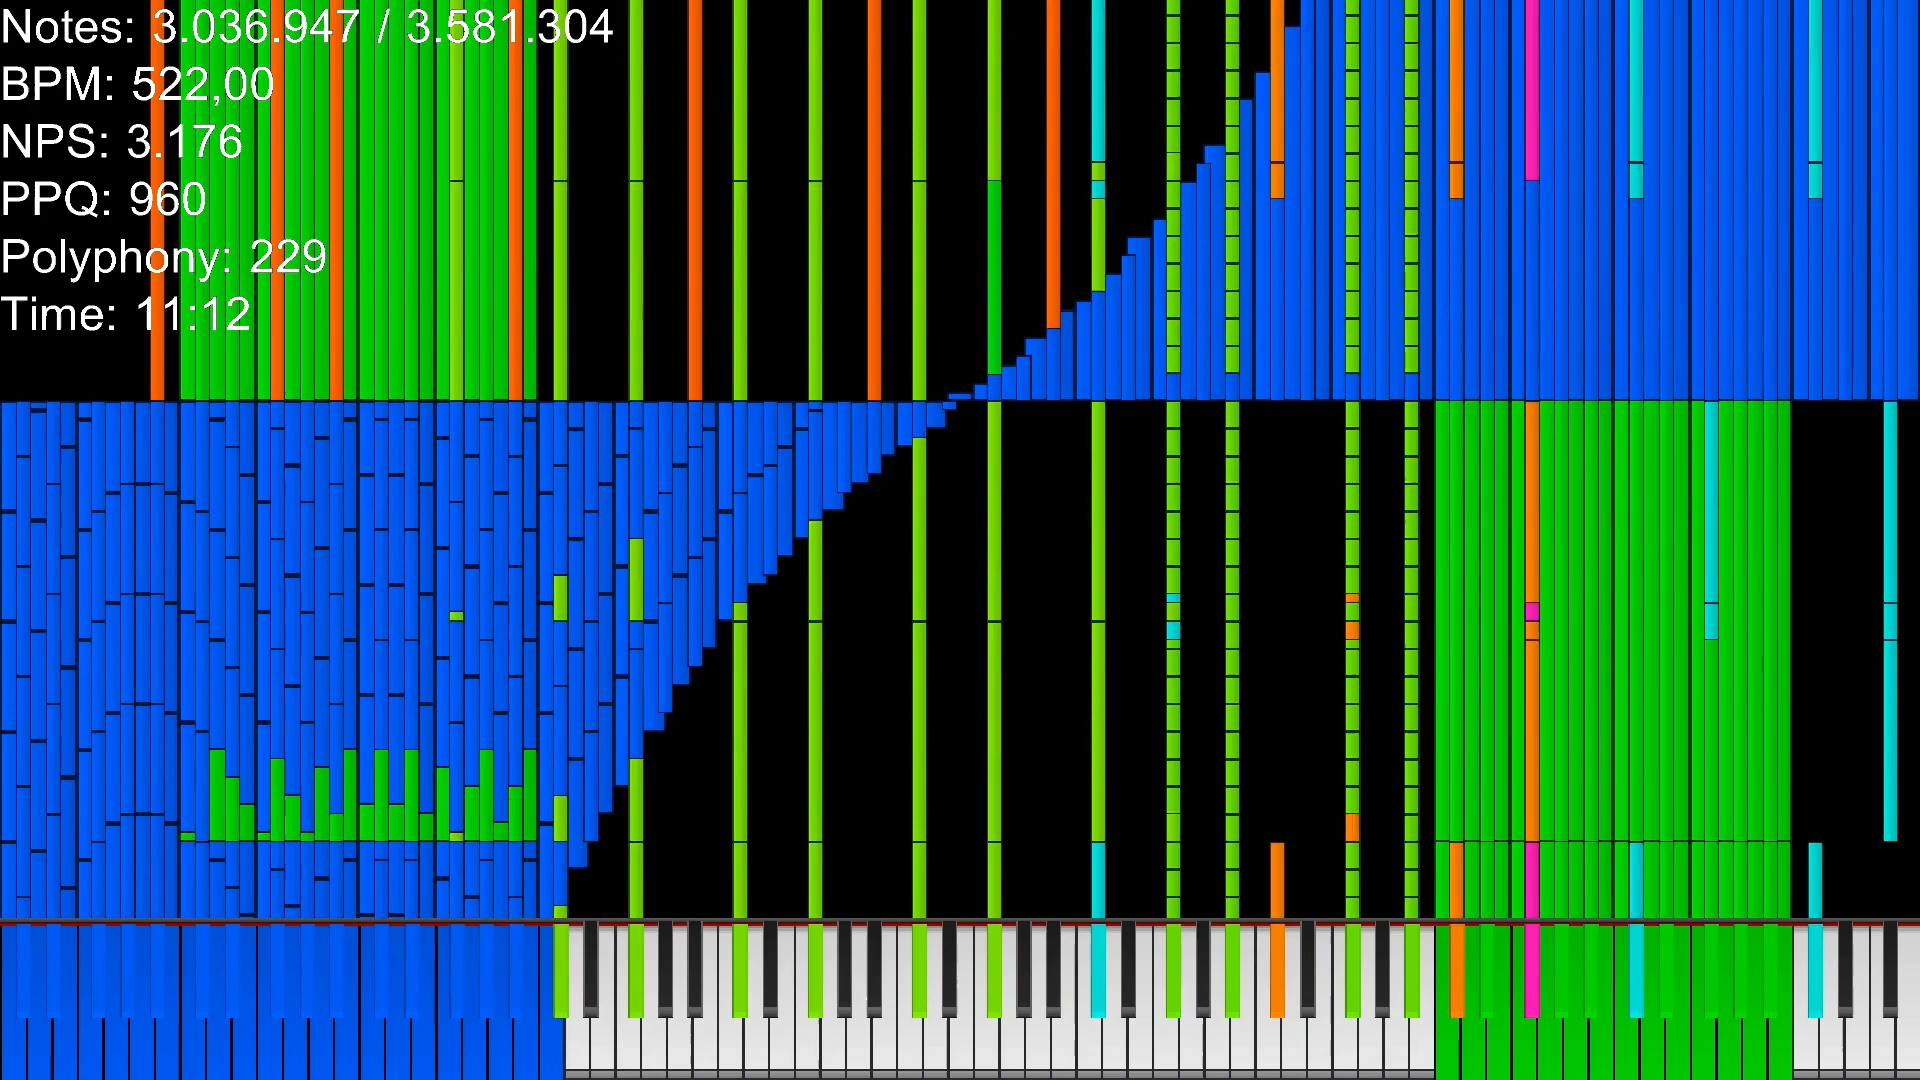 Notes: 3.036.947 / 3.581.304
BPM: 522,00
NPS: 3.176
PPQ: 960
Polyphony: 229
Time: 11:12